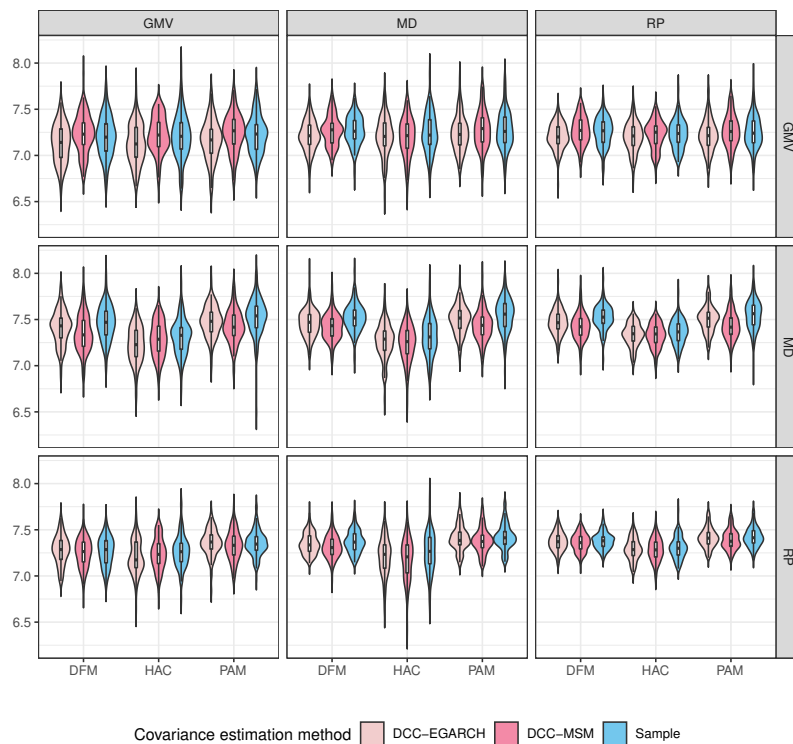 GMV MD RP
8.0
7.5
7.0
6.5
GMV
8.0
7.5
7.0
6.5
MD
8.0
7.5
7.0
6.5
RP
DFM HAC PAM DFM HAC PAM DFM HAC PAM
Covariance estimation method DCC−EGARCH DCC−MSM Sample